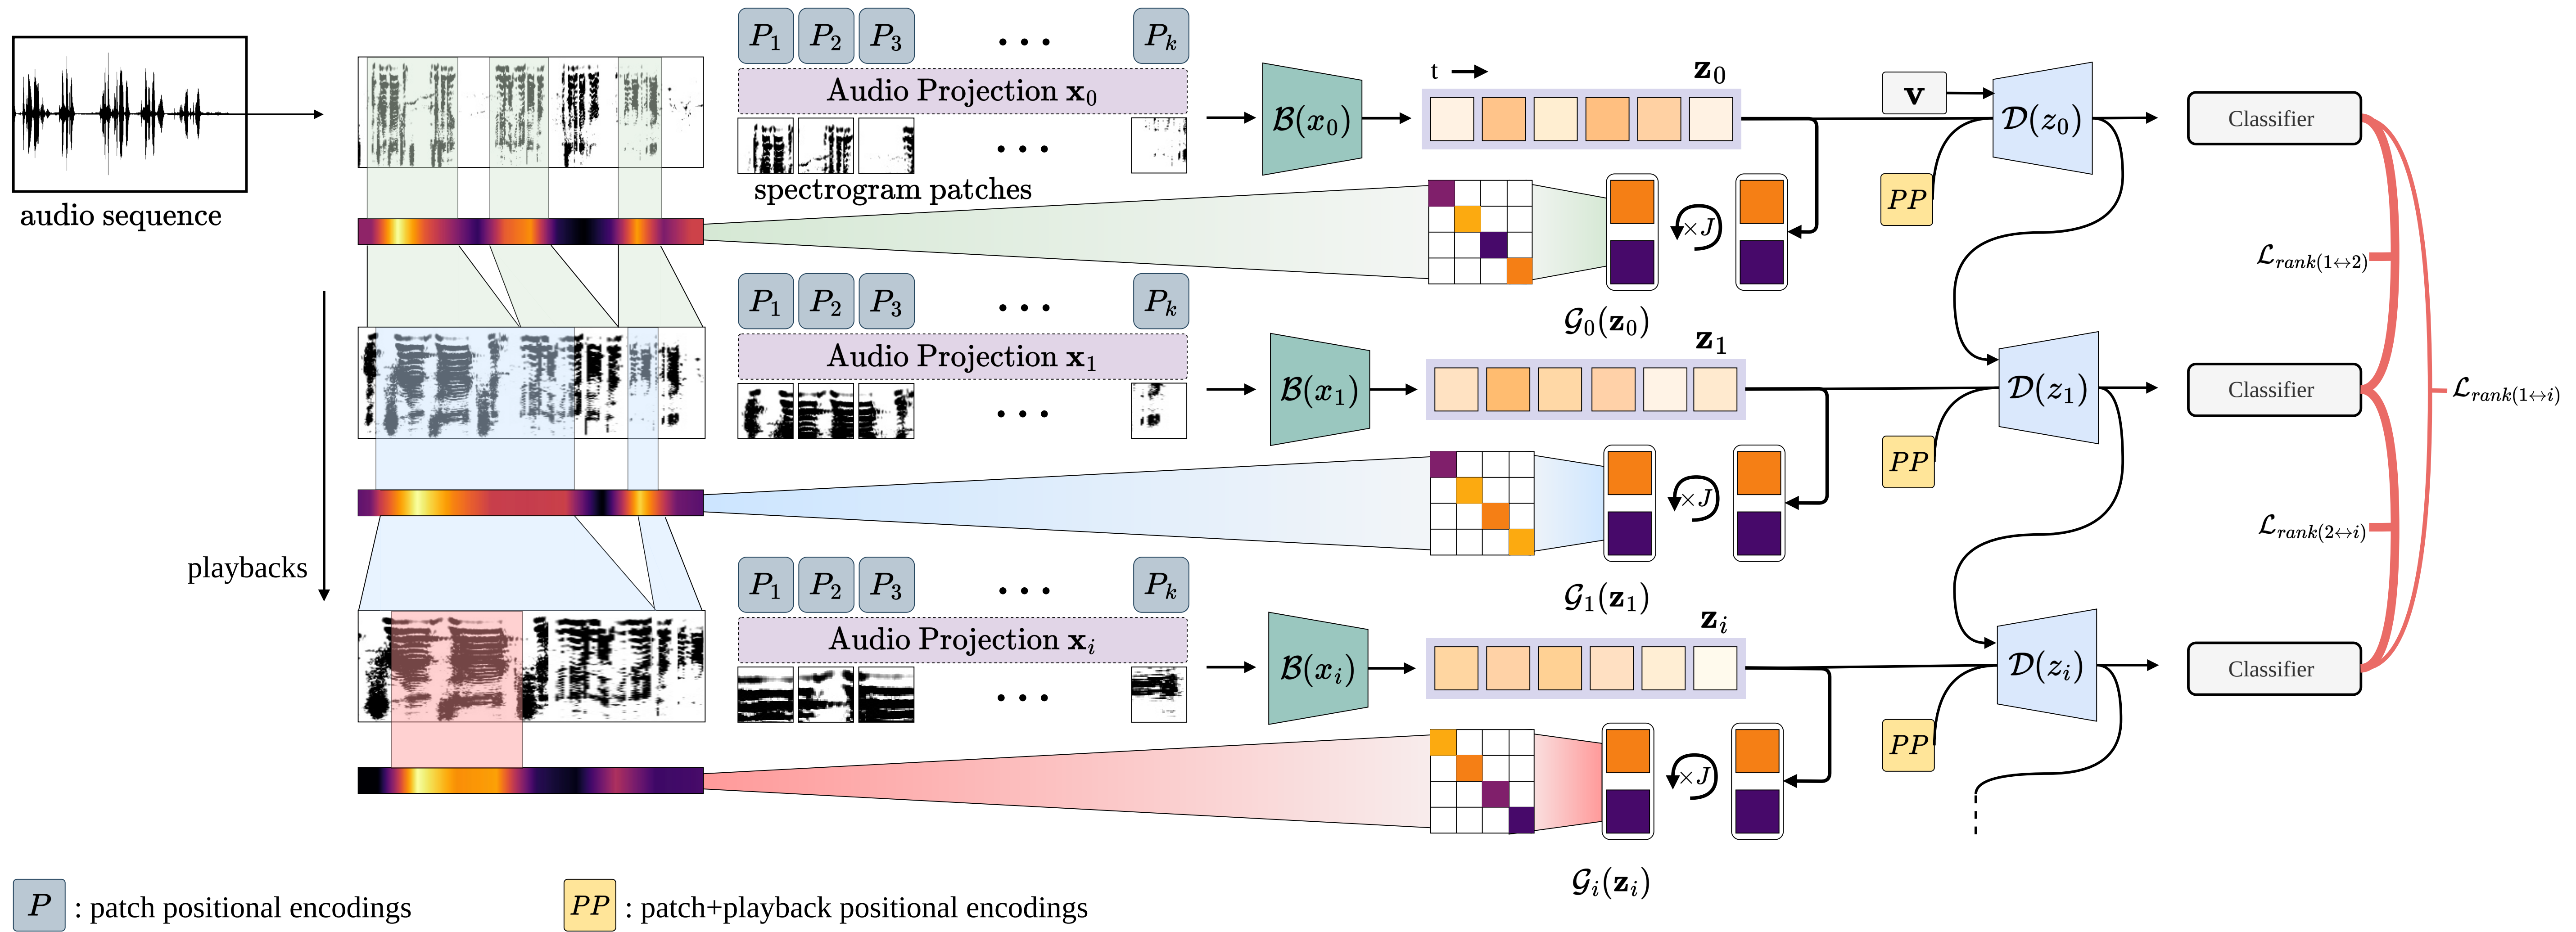 P₁ P₂ P₃ ... Pₖ
Audio Projection x₀
spectrogram patches
audio sequence
B(x₀)
t
z₀
v
D(z₀)
PP
Classifier
×J
G₀(z₀)
L_rank(1↔2)
P₁ P₂ P₃ ... Pₖ
Audio Projection x₁
B(x₁)
z₁
D(z₁)
PP
Classifier
×J
G₁(z₁)
L_rank(1↔i)
L_rank(2↔i)
playbacks
P₁ P₂ P₃ ... Pₖ
Audio Projection xᵢ
B(xᵢ)
zᵢ
D(zᵢ)
PP
Classifier
×J
Gᵢ(zᵢ)
P : patch positional encodings
PP : patch+playback positional encodings